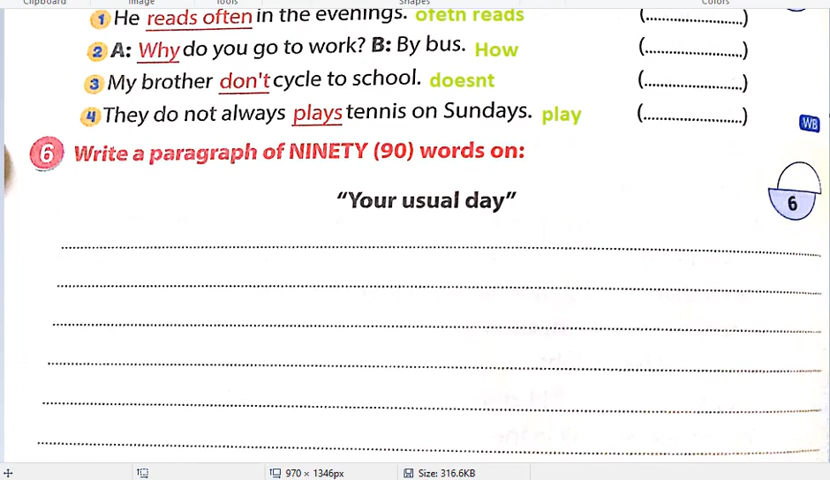 Clipboard Image Tools Shapes Colors
1 He reads often in the evenings. ofetn reads (........................)
2 A: Why do you go to work? B: By bus. How (........................)
3 My brother don't cycle to school. doesnt (........................)
4 They do not always plays tennis on Sundays. play (........................)
WB
6 Write a paragraph of NINETY (90) words on:
“Your usual day”
6
970 × 1346px Size: 316.6KB